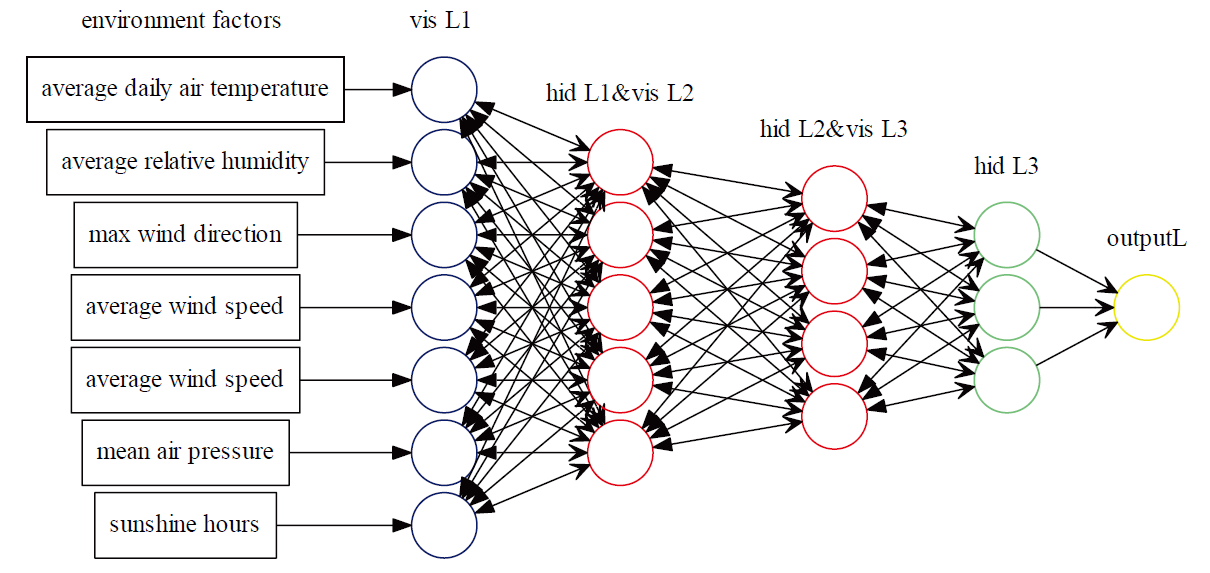 environment factors
vis L1
hid L1&vis L2
hid L2&vis L3
hid L3
outputL
average daily air temperature
average relative humidity
max wind direction
average wind speed
average wind speed
mean air pressure
sunshine hours